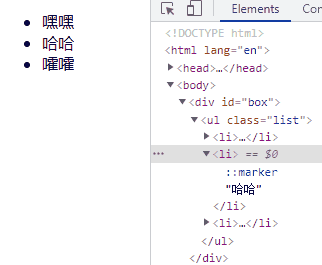 嘿嘿
哈哈
嚯嚯
Elements
Con
<!DOCTYPE html>
<html lang="en">
<head>…</head>
<body>
<div id="box">
<ul class="list">
<li>…</li>
<li> == $0
::marker
"哈哈"
</li>
<li>…</li>
</ul>
</div>